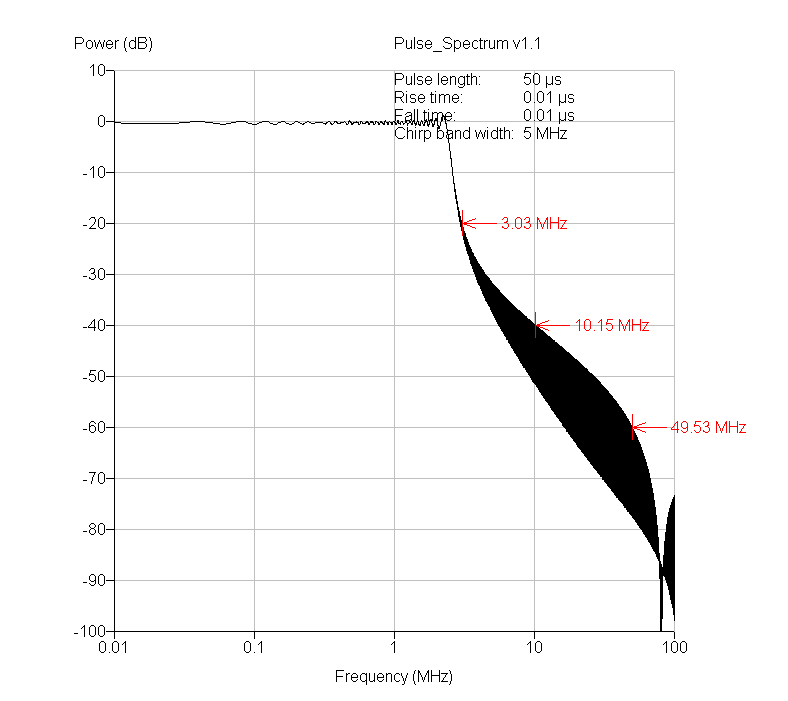 Power (dB)
Pulse_Spectrum v1.1
10
Pulse length: 50 µs
Rise time: 0.01 µs
Fall time: 0.01 µs
0
Chirp band width: 5 MHz
-10
-20
3.03 MHz
-30
-40
10.15 MHz
-50
-60
49.53 MHz
-70
-80
-90
-100
0.01 0.1 1 10 100
Frequency (MHz)